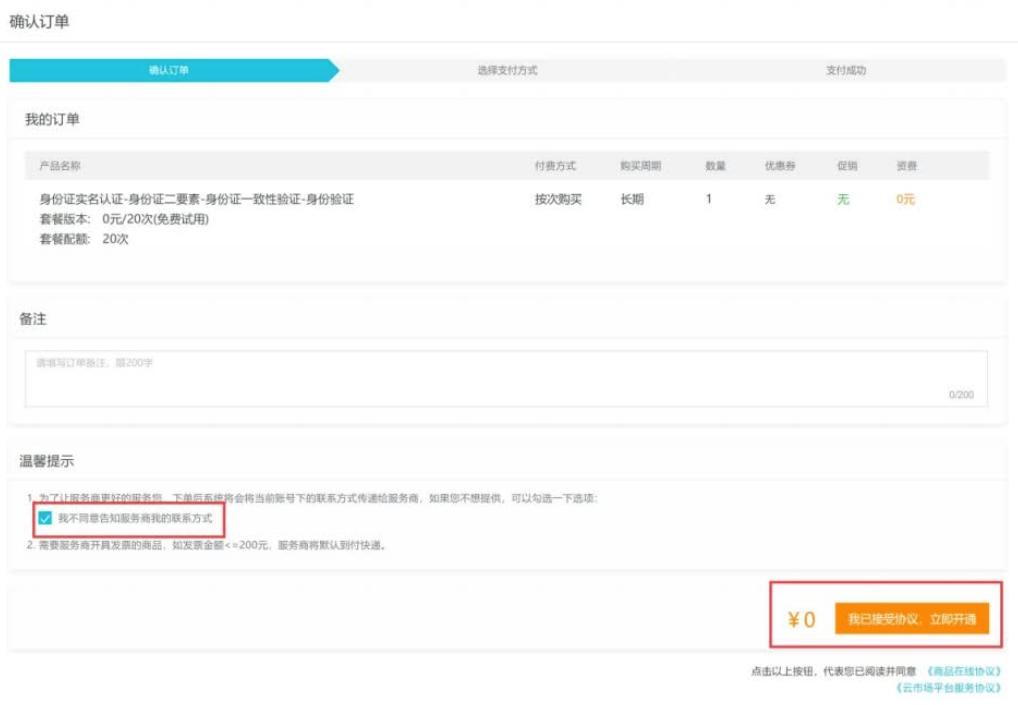 确认订单
确认订单 选择支付方式 支付成功
我的订单
产品名称 付费方式 购买周期 数量 优惠券 促销 资费
身份证实名认证-身份证二要素-身份证一致性验证-身份验证 按次购买 长期 1 无 无 0元
套餐版本: 0元/20次(免费试用)
套餐配额: 20次
备注
请填写订单备注，限200字
0/200
温馨提示
1. 为了让服务商更好的服务您，下单后系统将会将当前账号下的联系方式传递给服务商，如果您不想提供，可以勾选一下选项:
我不同意告知服务商我的联系方式
2. 需要服务商开具发票的商品，如发票金额<=200元，服务商将默认到付快递。
¥0 我已接受协议，立即开通
点击以上按钮，代表您已阅读并同意 《商品在线协议》
《云市场平台服务协议》